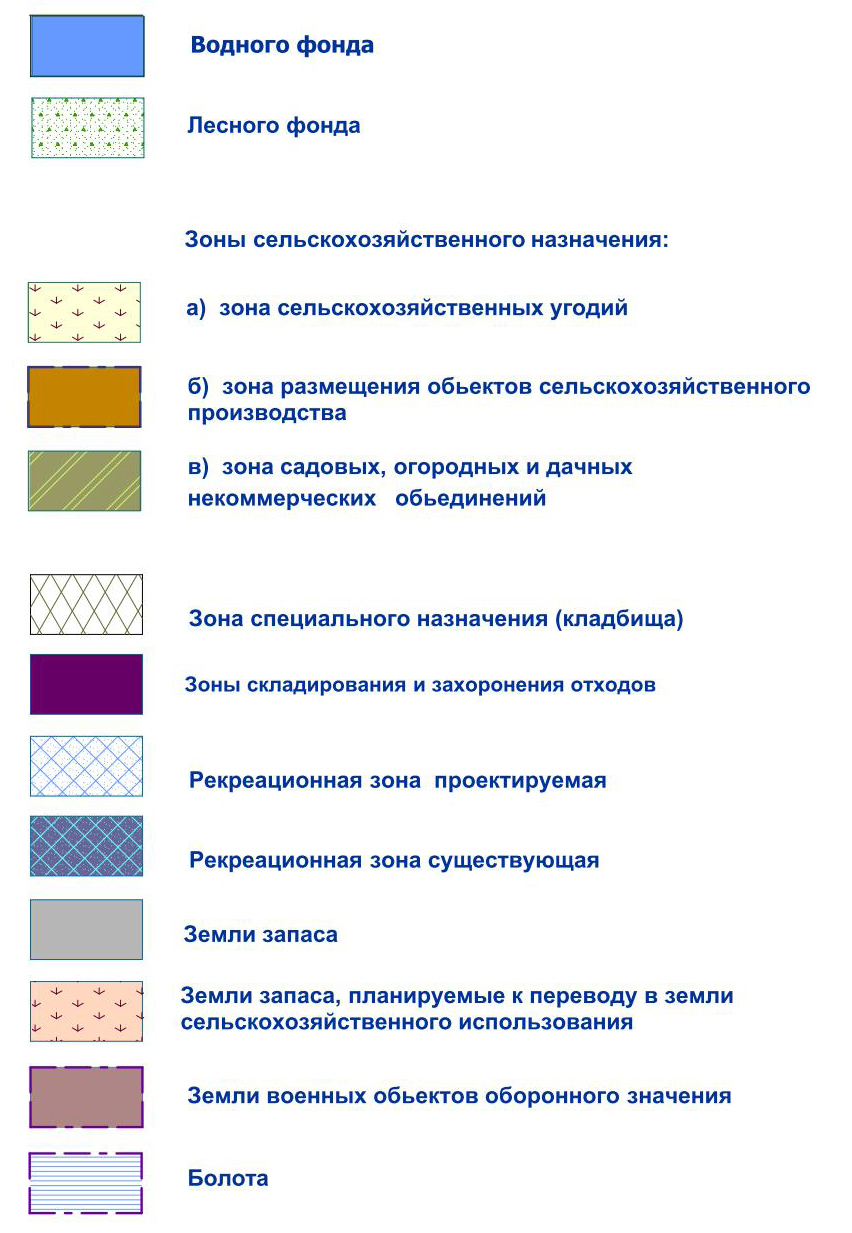 Водного фонда
Лесного фонда
Зоны сельскохозяйственного назначения:
а)  зона сельскохозяйственных угодий
б)  зона размещения обьектов сельскохозяйственного
производства
в)  зона садовых, огородных и дачных
некоммерческих   обьединений
Зона специального назначения (кладбища)
Зоны складирования и захоронения отходов
Рекреационная зона  проектируемая
Рекреационная зона существующая
Земли запаса
Земли запаса, планируемые к переводу в земли
сельскохозяйственного использования
Земли военных обьектов оборонного значения
Болота